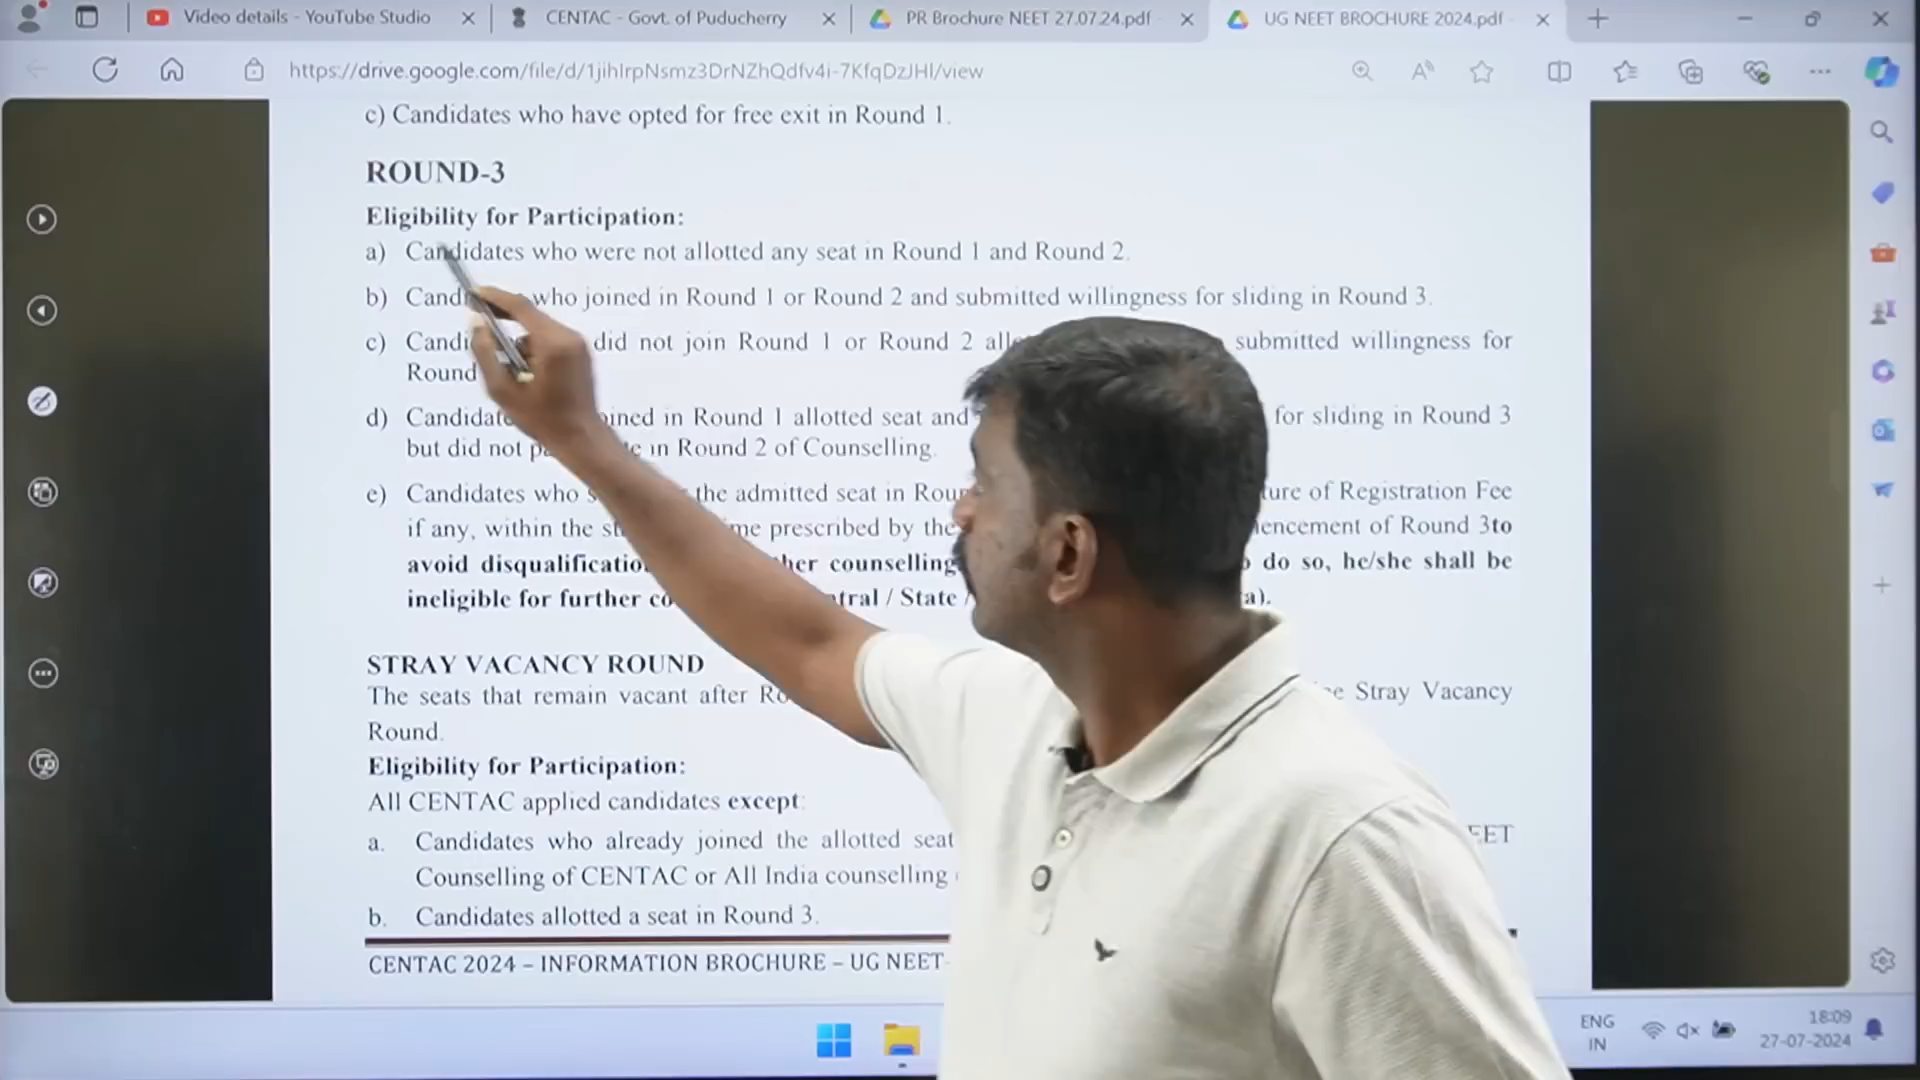 Video details - YouTube Studio
CENTAC - Govt. of Puducherry
PR Brochure NEET 27.07.24.pdf
UG NEET BROCHURE 2024.pdf
https://drive.google.com/file/d/1jihlrpNsmz3DrNZhQdfv4i-7KfqDzJHl/view
c) Candidates who have opted for free exit in Round 1.
ROUND-3
Eligibility for Participation:
a) Candidates who were not allotted any seat in Round 1 and Round 2.
b) Cand who joined in Round 1 or Round 2 and submitted willingness for sliding in Round 3.
c) Candi did not join Round 1 or Round 2 submitted willingness for
Round
d) Candidate in Round 1 allotted seat and for sliding in Round 3
but did not in Round 2 of Counselling.
e) Candidates who the admitted seat in of Registration Fee
if any, within the prescribed by the of Round 3to
avoid counselling do so, he/she shall be
ineligible for further / State /
STRAY VACANCY ROUND
The seats that remain vacant after Stray Vacancy
Round.
Eligibility for Participation:
All CENTAC applied candidates except:
a. Candidates who already joined the allotted seat
Counselling of CENTAC or All India counselling
b. Candidates allotted a seat in Round 3.
CENTAC 2024 – INFORMATION BROCHURE – UG NEET
ENG
IN
18:09
27-07-2024